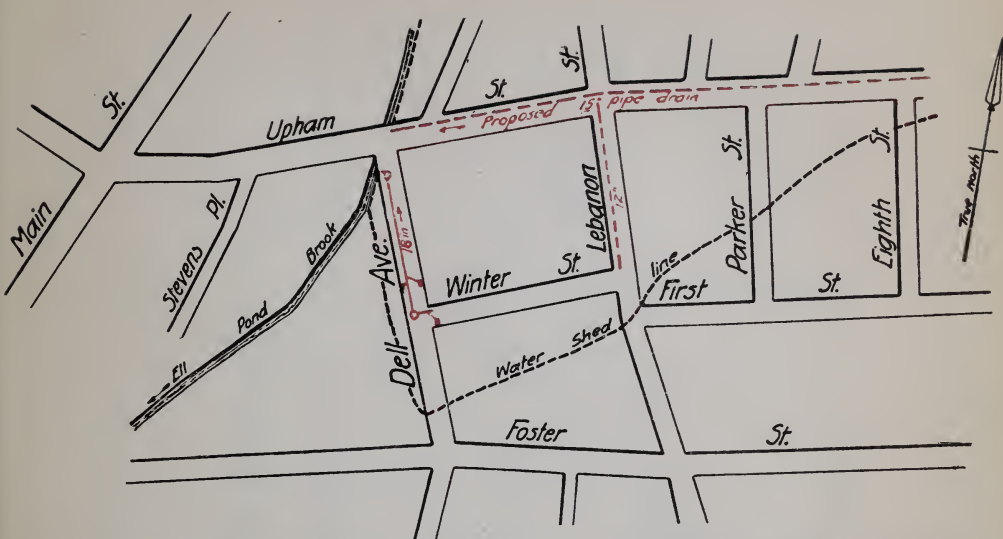 St.
Main
Upham St.
Proposed 15" pipe drain
St.
Stevens Pl.
Ell Pond Brook
Dell Ave.
18 in
12"
Lebanon
Winter St.
Water Shed line
First St.
Parker St.
Eighth St.
Foster St.
True North